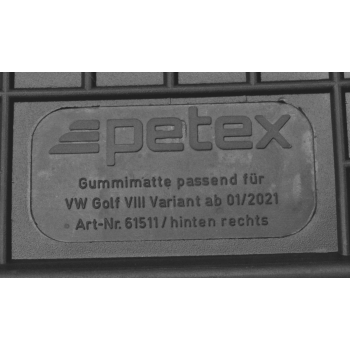 petex
Gummimatte passend für
VW Golf VIII Variant ab 01/2021
Art-Nr. 61511 / hinten rechts